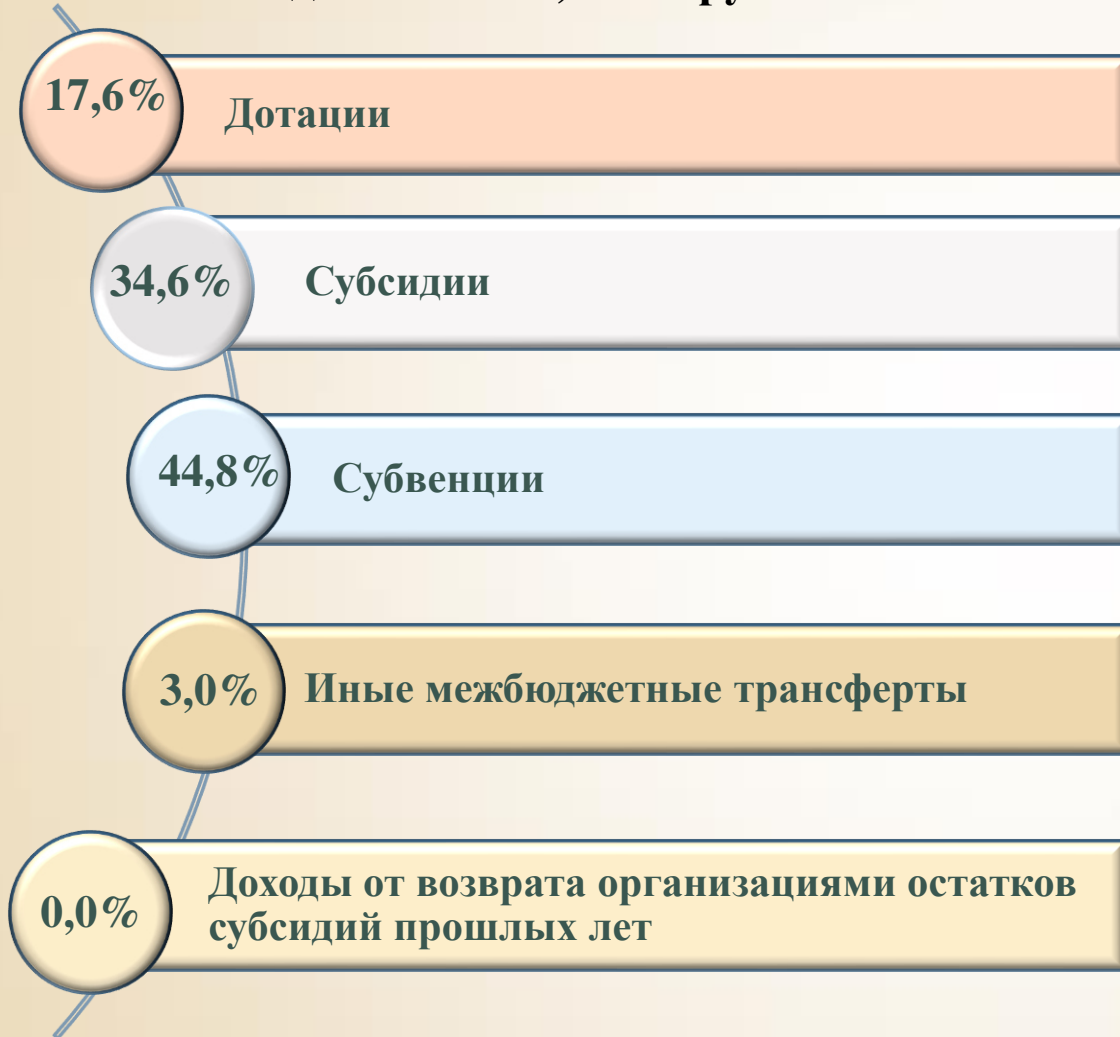 17,6%
Дотации
34,6%
Субсидии
44,8%
Субвенции
3,0%
Иные межбюджетные трансферты
0,0%
Доходы от возврата организациями остатков
субсидий прошлых лет